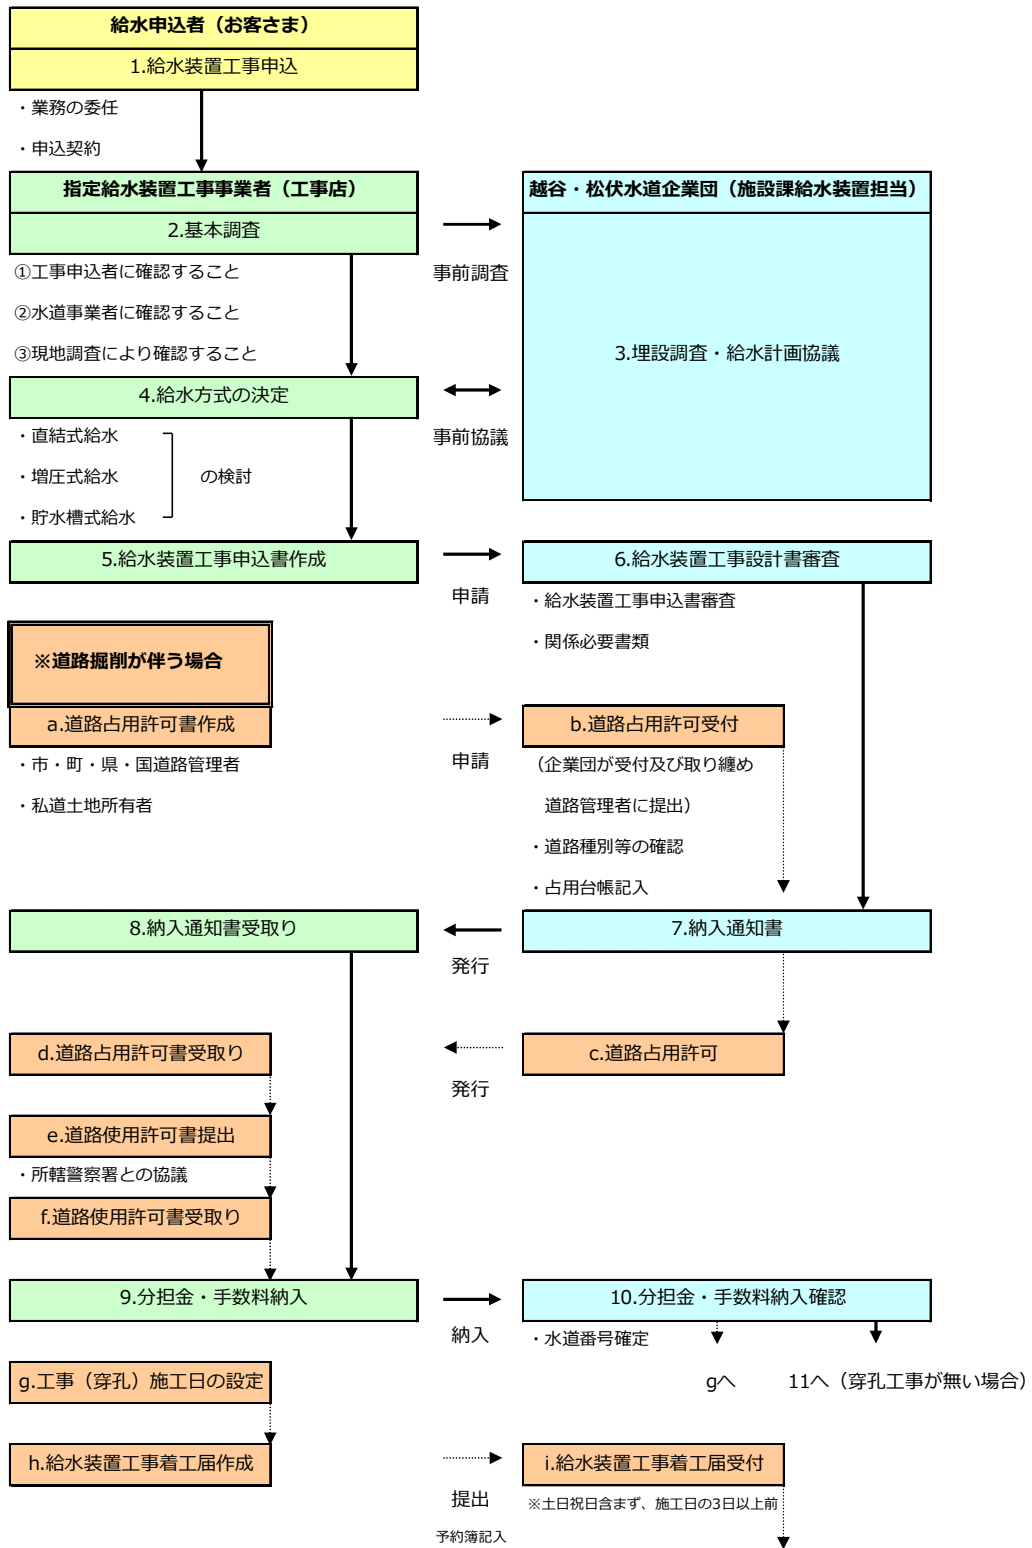 給水申込者（お客さま）
1.給水装置工事申込
・業務の委任
・申込契約
指定給水装置工事事業者（工事店）
越谷・松伏水道企業団（施設課給水装置担当）
2.基本調査
事前調査
①工事申込者に確認すること
②水道事業者に確認すること
③現地調査により確認すること
3.埋設調査・給水計画協議
4.給水方式の決定
事前協議
・直結式給水
・増圧式給水
の検討
・貯水槽式給水
5.給水装置工事申込書作成
申請
6.給水装置工事設計書審査
・給水装置工事申込書審査
・関係必要書類
※道路掘削が伴う場合
a.道路占用許可書作成
申請
b.道路占用許可受付
・市・町・県・国道路管理者
・私道土地所有者
（企業団が受付及び取り纏め
道路管理者に提出）
・道路種別等の確認
・占用台帳記入
8.納入通知書受取り
発行
7.納入通知書
d.道路占用許可書受取り
発行
c.道路占用許可
e.道路使用許可書提出
・所轄警察署との協議
f.道路使用許可書受取り
9.分担金・手数料納入
納入
10.分担金・手数料納入確認
・水道番号確定
gへ
11へ（穿孔工事が無い場合）
g.工事（穿孔）施工日の設定
h.給水装置工事着工届作成
提出
予約簿記入
i.給水装置工事着工届受付
※土日祝日含まず、施工日の3日以上前